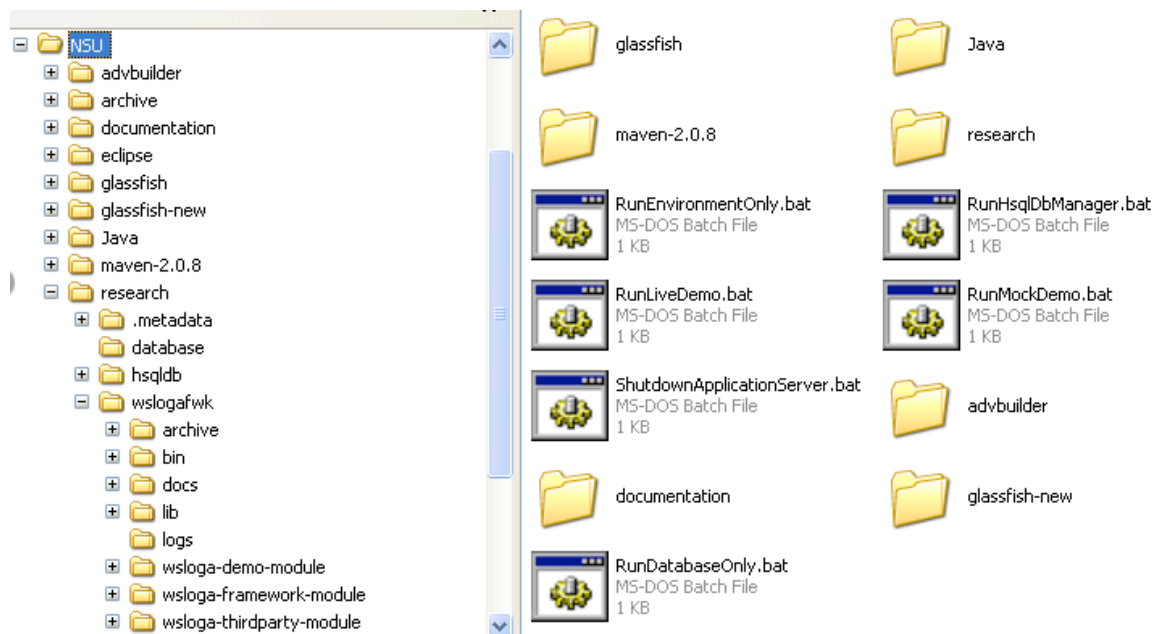 NSU
advbuilder
archive
documentation
eclipse
glassfish
glassfish-new
Java
maven-2.0.8
research
.metadata
database
hsqldb
wslogafwk
archive
bin
docs
lib
logs
wsloga-demo-module
wsloga-framework-module
wsloga-thirdparty-module
glassfish
Java
maven-2.0.8
research
RunEnvironmentOnly.bat
MS-DOS Batch File
1 KB
RunHsqlDbManager.bat
MS-DOS Batch File
1 KB
RunLiveDemo.bat
MS-DOS Batch File
1 KB
RunMockDemo.bat
MS-DOS Batch File
1 KB
ShutdownApplicationServer.bat
MS-DOS Batch File
1 KB
advbuilder
documentation
glassfish-new
RunDatabaseOnly.bat
MS-DOS Batch File
1 KB